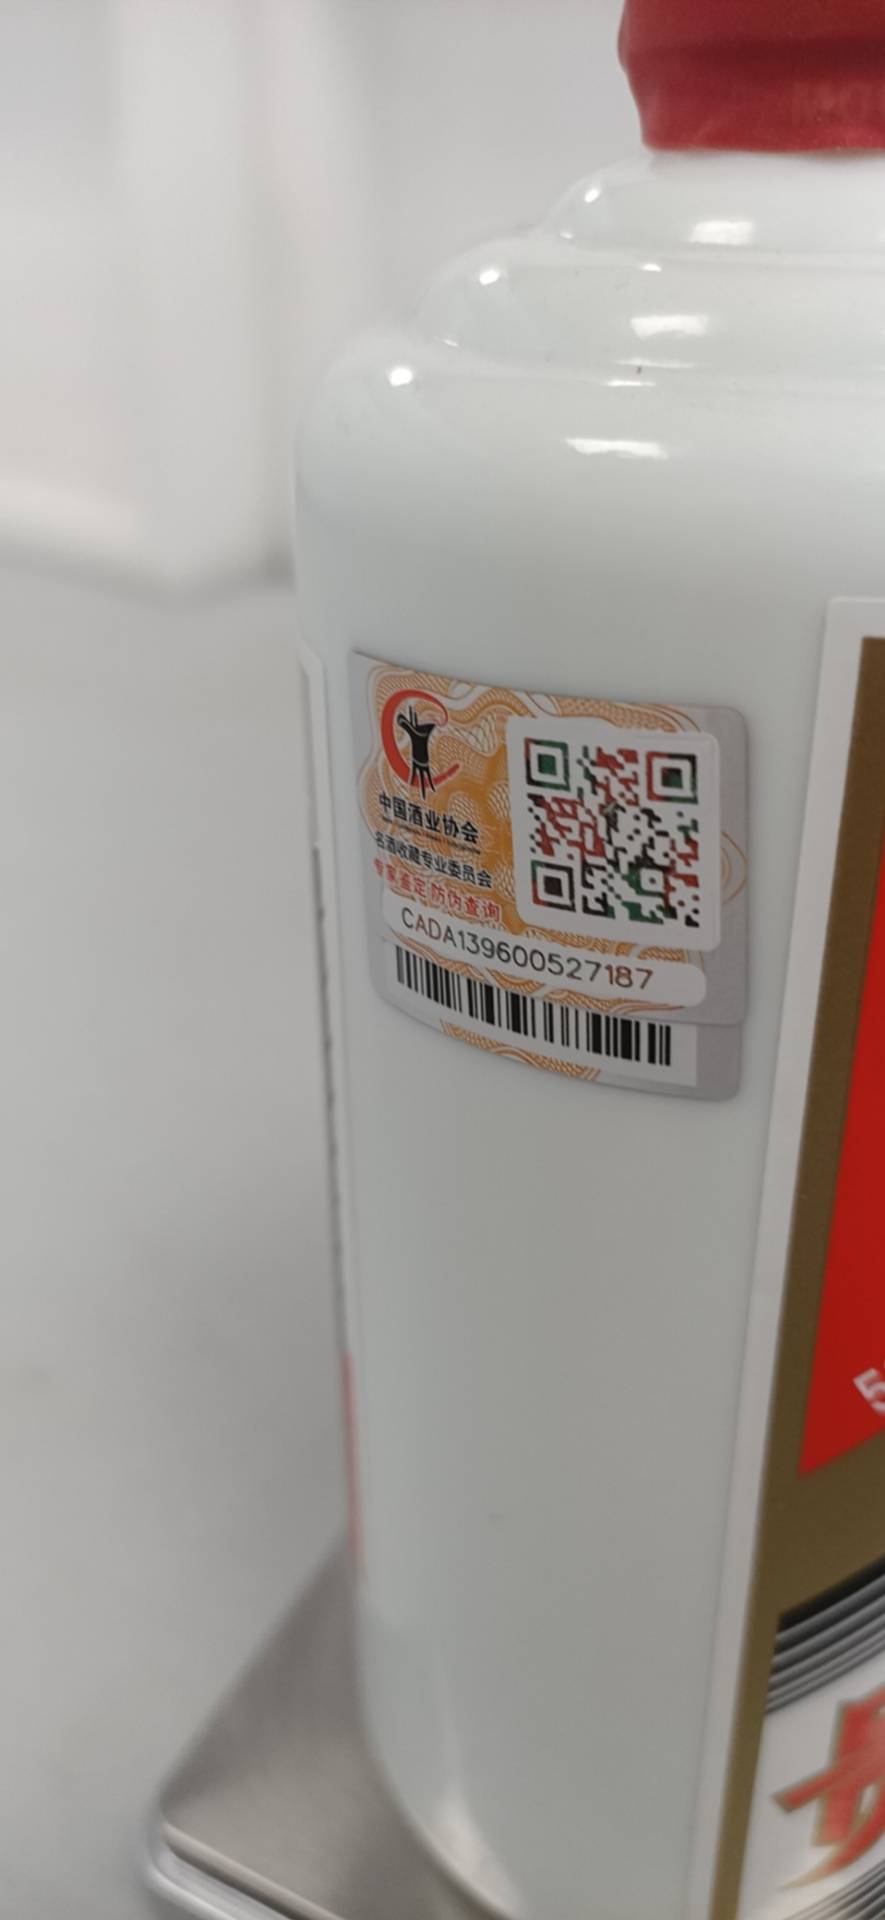 中国酒业协会
名酒收藏专业委员会
专家鉴定 防伪查询
CADA139600527187
贵